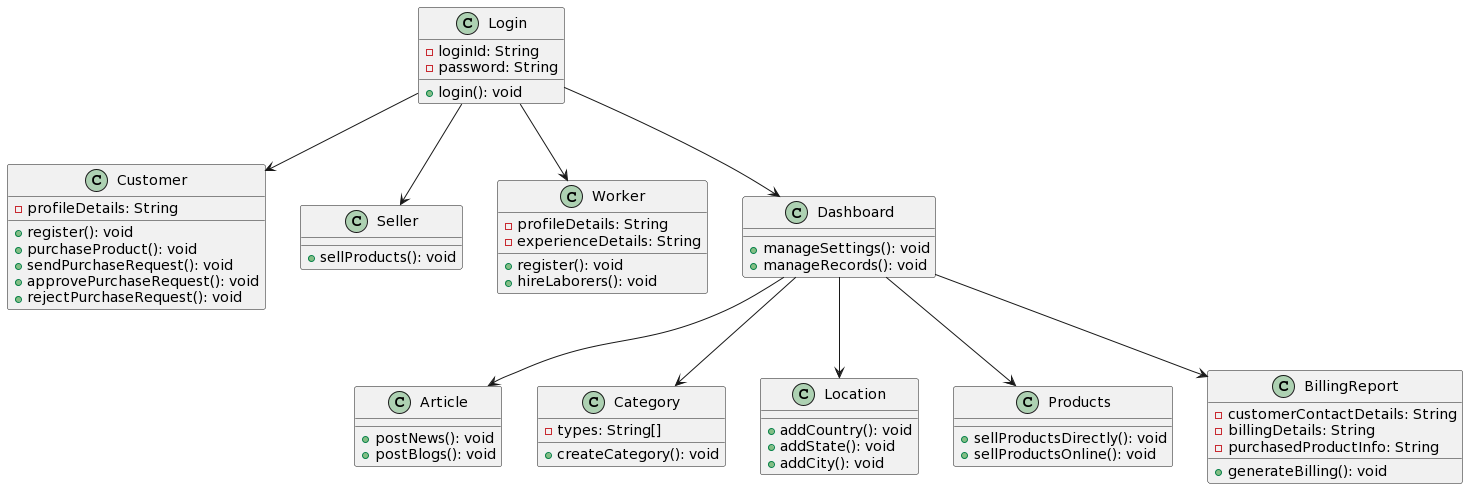 C Login
loginId: String
password: String
login(): void
C Customer
profileDetails: String
register(): void
purchaseProduct(): void
sendPurchaseRequest(): void
approvePurchaseRequest(): void
rejectPurchaseRequest(): void
C Seller
sellProducts(): void
C Worker
profileDetails: String
experienceDetails: String
register(): void
hireLaborers(): void
C Dashboard
manageSettings(): void
manageRecords(): void
C Article
postNews(): void
postBlogs(): void
C Category
types: String[]
createCategory(): void
C Location
addCountry(): void
addState(): void
addCity(): void
C Products
sellProductsDirectly(): void
sellProductsOnline(): void
C BillingReport
customerContactDetails: String
billingDetails: String
purchasedProductInfo: String
generateBilling(): void